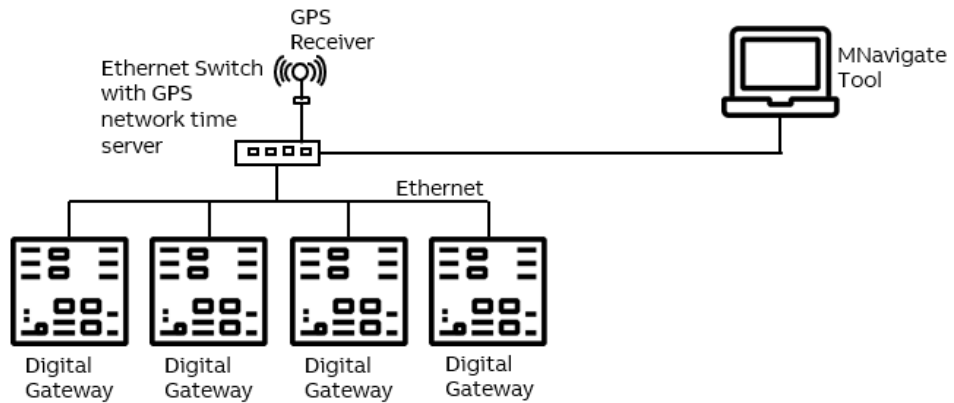 GPS
Receiver
Ethernet Switch
with GPS
network time
server
MNavigate
Tool
Ethernet
Digital
Gateway
Digital
Gateway
Digital
Gateway
Digital
Gateway